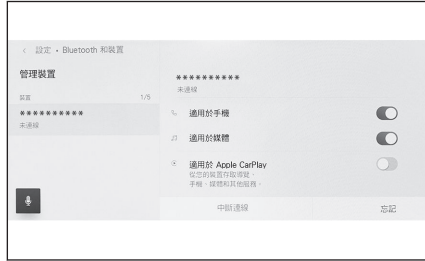 設定 • Bluetooth 和裝置
管理裝置
裝置 1/5
**********
未連線
**********
未連線
適用於手機
適用於媒體
適用於 Apple CarPlay
從您的裝置存取導覽、
手機、媒體和其他服務。
中斷連線
忘記